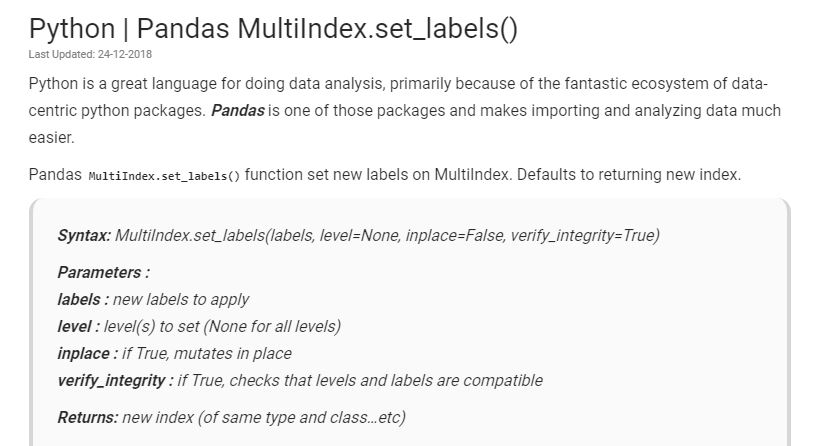 Python | Pandas MultiIndex.set_labels()
Last Updated: 24-12-2018
Python is a great language for doing data analysis, primarily because of the fantastic ecosystem of data-
centric python packages. Pandas is one of those packages and makes importing and analyzing data much
easier.
Pandas MultiIndex.set_labels() function set new labels on MultiIndex. Defaults to returning new index.
Syntax: MultiIndex.set_labels(labels, level=None, inplace=False, verify_integrity=True)
Parameters :
labels : new labels to apply
level : level(s) to set (None for all levels)
inplace : if True, mutates in place
verify_integrity : if True, checks that levels and labels are compatible
Returns: new index (of same type and class...etc)